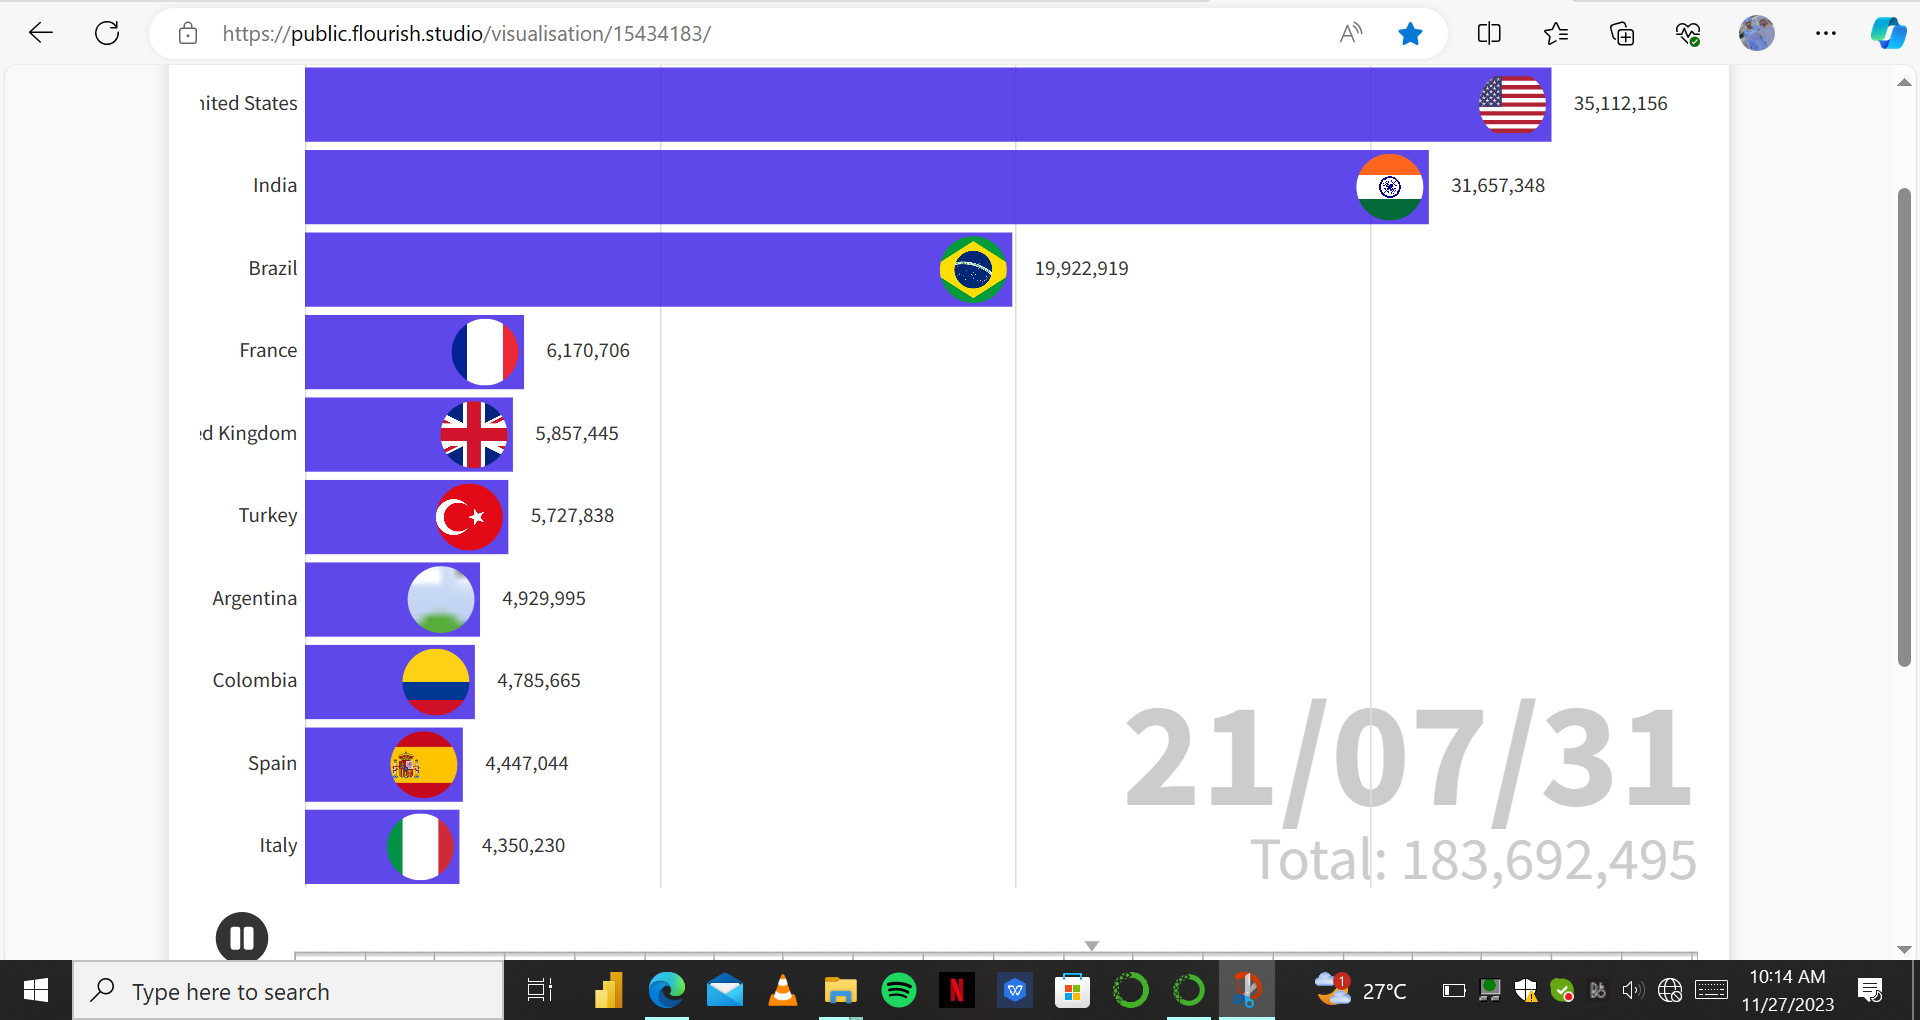 https://public.flourish.studio/visualisation/15434183/
nited States 35,112,156
India 31,657,348
Brazil 19,922,919
France 6,170,706
ed Kingdom 5,857,445
Turkey 5,727,838
Argentina 4,929,995
Colombia 4,785,665
Spain 4,447,044
Italy 4,350,230
21/07/31
Total: 183,692,495
Type here to search
1
27°C
10:14 AM
11/27/2023